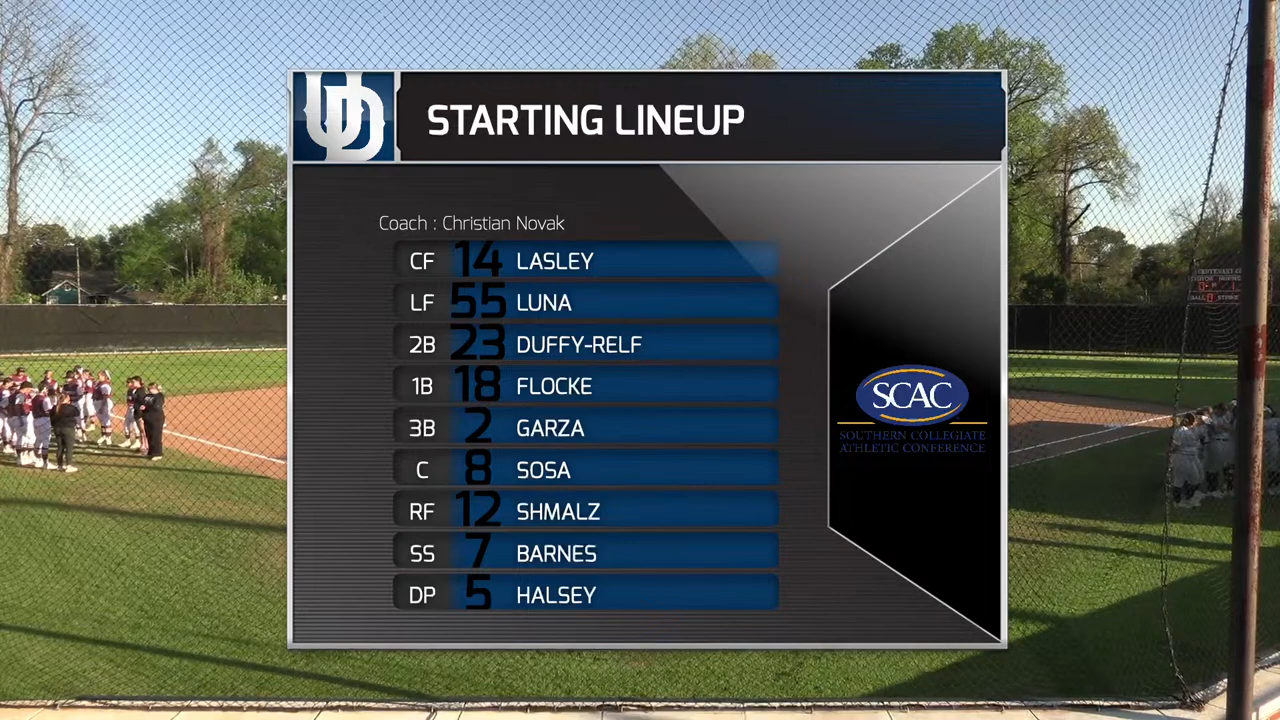 UD
STARTING LINEUP
Coach : Christian Novak
CF 14 LASLEY
LF 55 LUNA
2B 23 DUFFY-RELF
1B 18 FLOCKE
3B 2 GARZA
C 8 SOSA
RF 12 SHMALZ
SS 7 BARNES
DP 5 HALSEY
SCAC
SOUTHERN COLLEGIATE
ATHLETIC CONFERENCE
BALL STRIKE